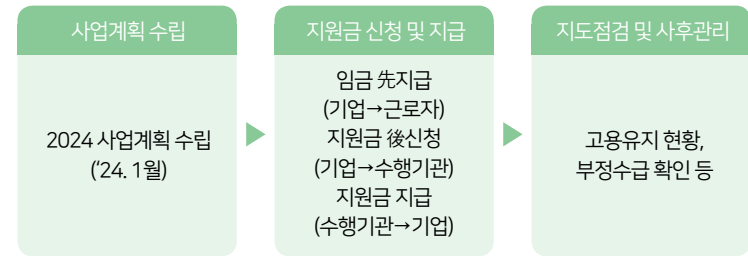 사업계획 수립
2024 사업계획 수립
(‘24. 1월)
지원금 신청 및 지급
임금 先지급
(기업→근로자)
지원금 後신청
(기업→수행기관)
지원금 지급
(수행기관→기업)
지도점검 및 사후관리
고용유지 현황,
부정수급 확인 등